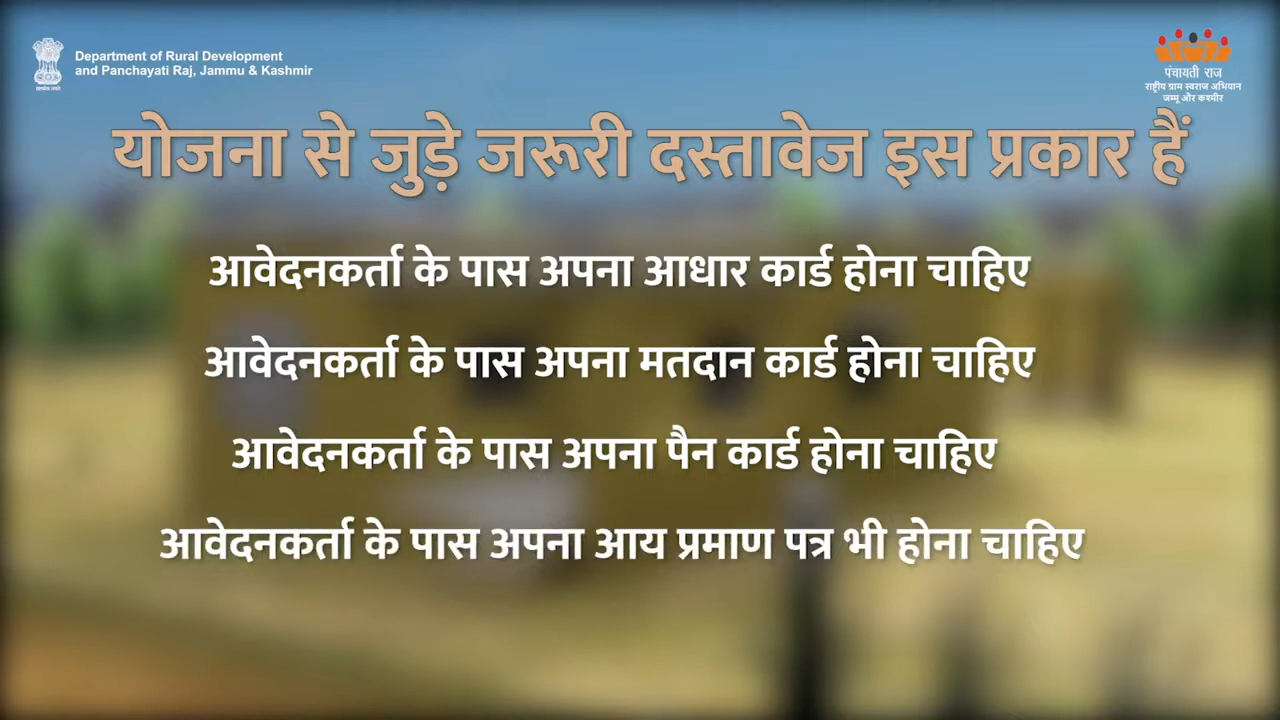 Department of Rural Development
and Panchayati Raj, Jammu & Kashmir
पंचायती राज
राष्ट्रीय ग्राम स्वराज अभियान
जम्मू और कश्मीर
योजना से जुड़े जरूरी दस्तावेज इस प्रकार हैं
आवेदनकर्ता के पास अपना आधार कार्ड होना चाहिए
आवेदनकर्ता के पास अपना मतदान कार्ड होना चाहिए
आवेदनकर्ता के पास अपना पैन कार्ड होना चाहिए
आवेदनकर्ता के पास अपना आय प्रमाण पत्र भी होना चाहिए